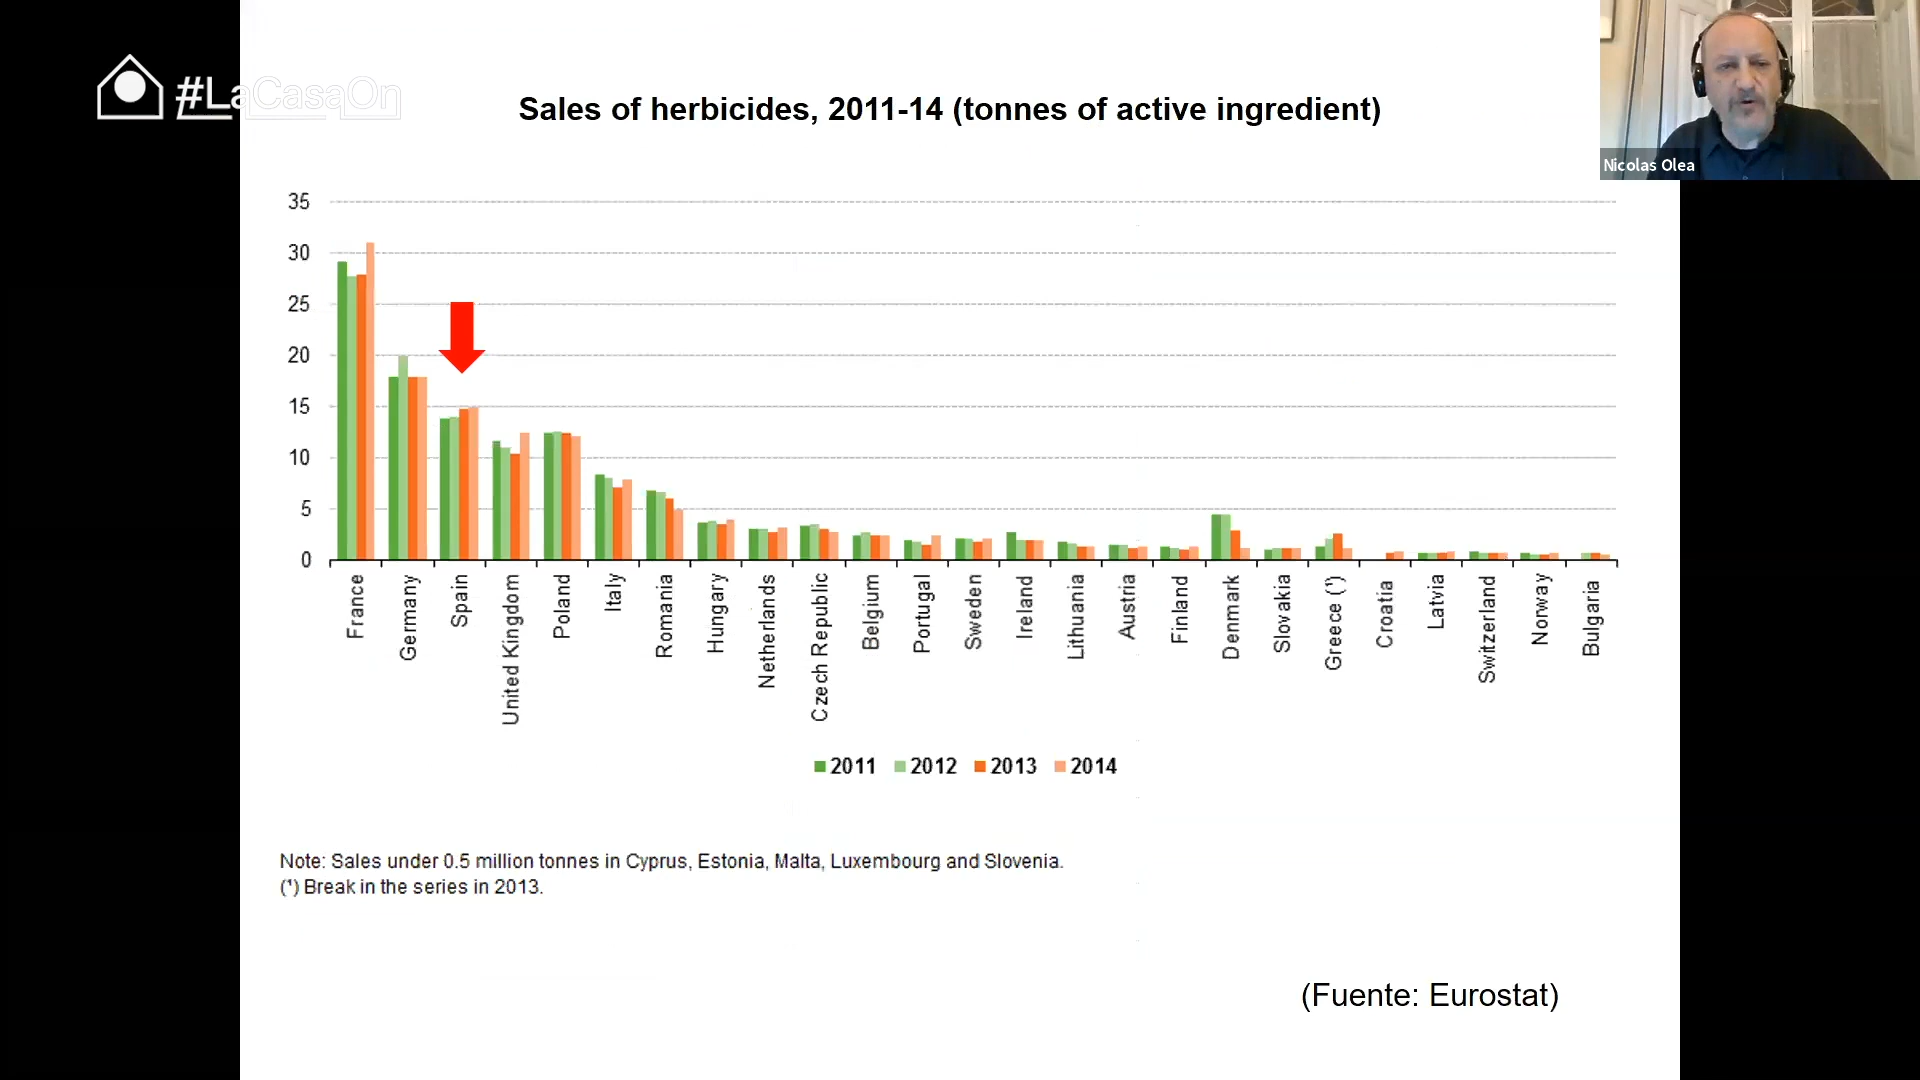 #LaCasaOn
Nicolas Olea
Sales of herbicides, 2011-14 (tonnes of active ingredient)
35
30
25
20
15
10
5
0
France
Germany
Spain
United Kingdom
Poland
Italy
Romania
Hungary
Netherlands
Czech Republic
Belgium
Portugal
Sweden
Ireland
Lithuania
Austria
Finland
Denmark
Slovakia
Greece (¹)
Croatia
Latvia
Switzerland
Norway
Bulgaria
2011 2012 2013 2014
Note: Sales under 0.5 million tonnes in Cyprus, Estonia, Malta, Luxembourg and Slovenia.
(¹) Break in the series in 2013.
(Fuente: Eurostat)